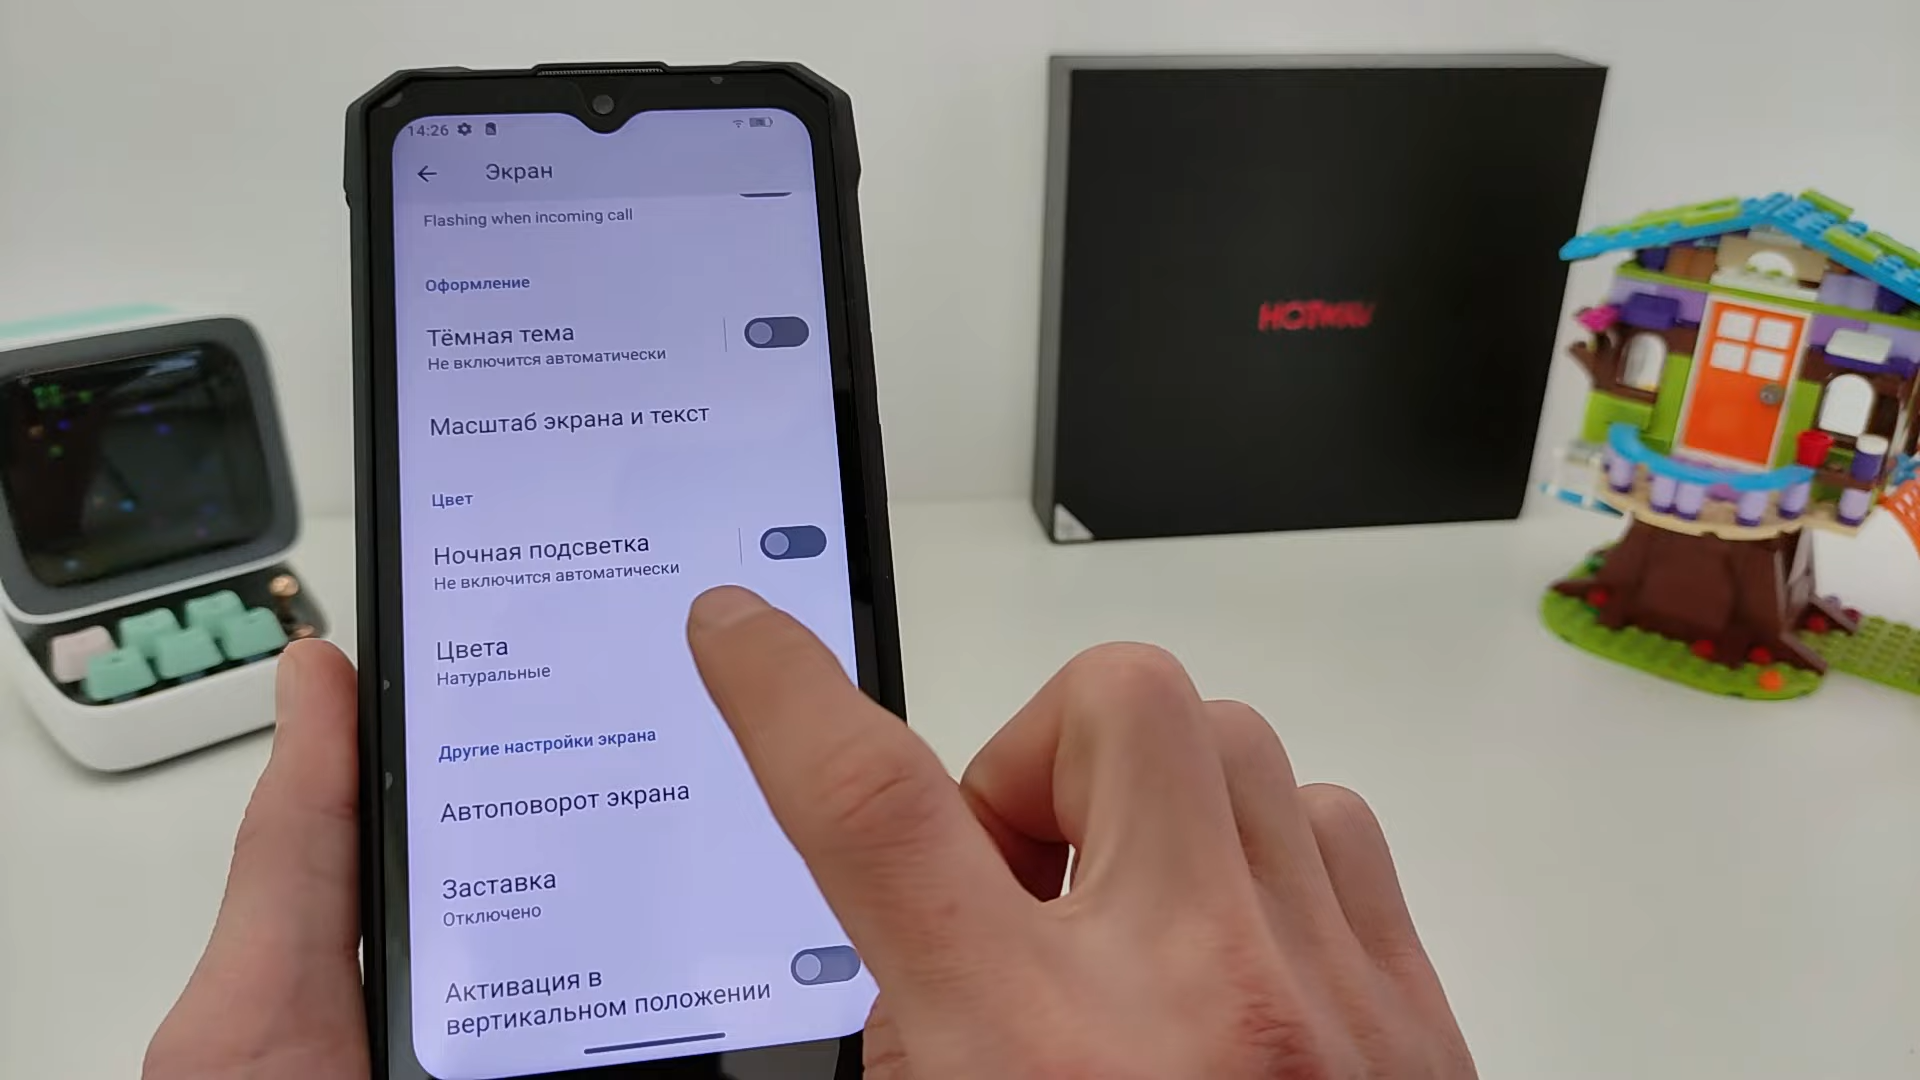 14:26
Экран
Flashing when incoming call
Оформление
Тёмная тема
Не включится автоматически
Масштаб экрана и текст
Цвет
Ночная подсветка
Не включится автоматически
Цвета
Натуральные
Другие настройки экрана
Автоповорот экрана
Заставка
Отключено
Активация в
вертикальном положении
HOTWAV